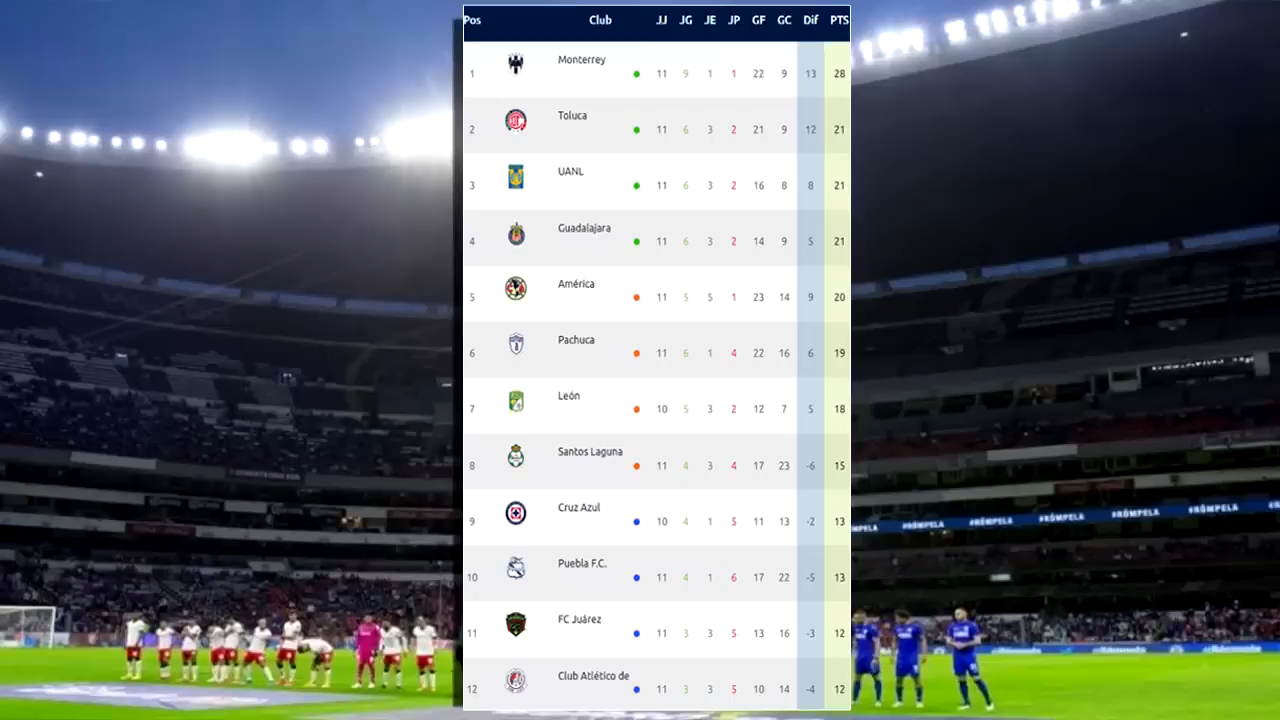 Pos Club JJ JG JE JP GF GC Dif PTS
1 Monterrey 11 9 1 1 22 9 13 28
2 Toluca 11 6 3 2 21 9 12 21
3 UANL 11 6 3 2 16 8 8 21
4 Guadalajara 11 6 3 2 14 9 5 21
5 América 11 5 5 1 23 14 9 20
6 Pachuca 11 6 1 4 22 16 6 19
7 León 10 5 3 2 12 7 5 18
8 Santos Laguna 11 4 3 4 17 23 -6 15
9 Cruz Azul 10 4 1 5 11 13 -2 13
10 Puebla F.C. 11 4 1 6 17 22 -5 13
11 FC Juárez 11 3 3 5 13 16 -3 12
12 Club Atlético de 11 3 3 5 10 14 -4 12
#RÓMPELA #RÓMPELA #RÓMPELA #RÓMPELA